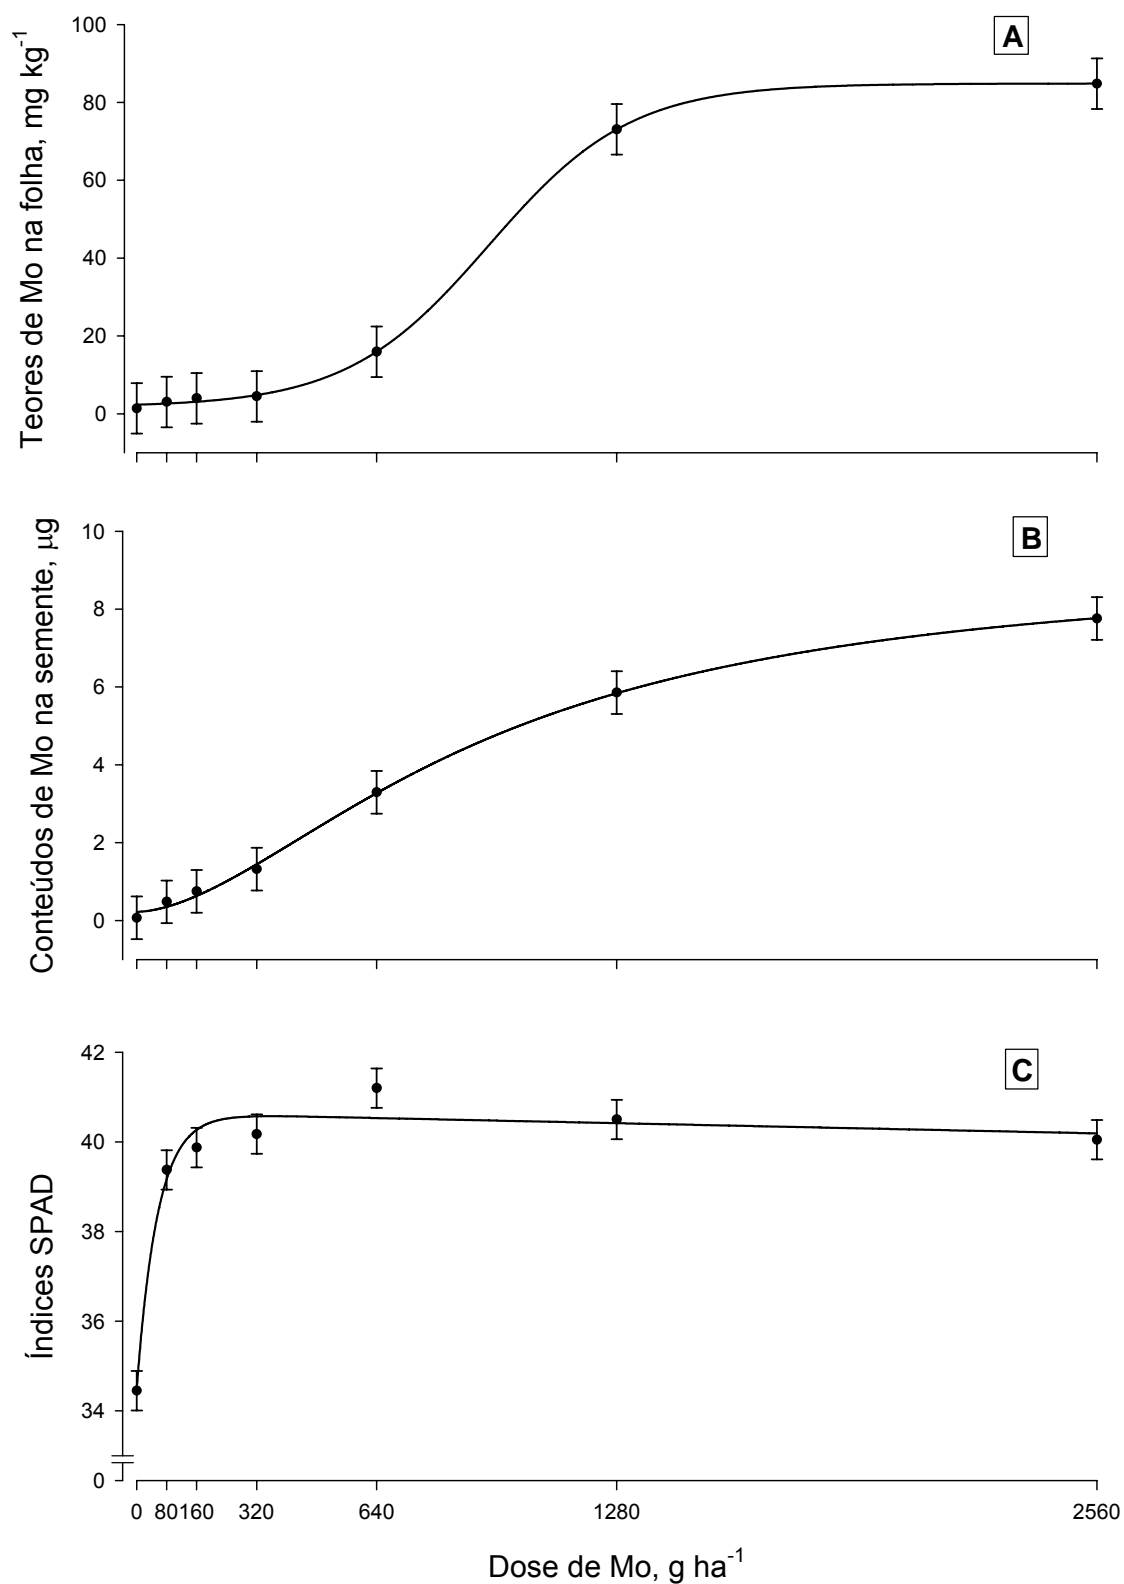 A
Teores de Mo na folha, mg kg-1
100
80
60
40
20
0
B
Conteúdos de Mo na semente, μg
10
8
6
4
2
0
C
Índices SPAD
42
40
38
36
34
0
0 80 160 320 640 1280 2560
Dose de Mo, g ha-1